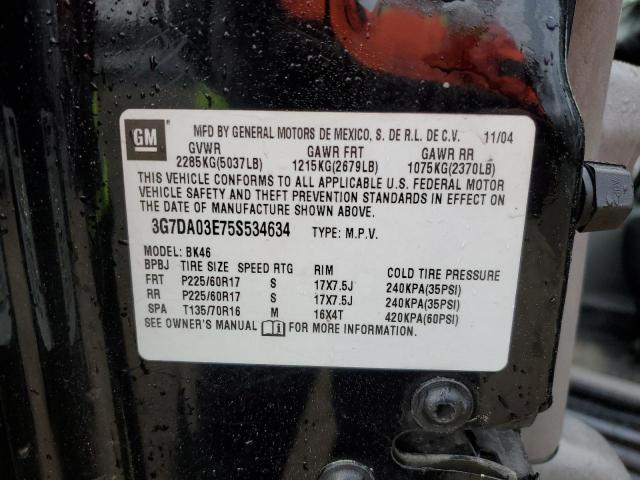 GM
MFD BY GENERAL MOTORS DE MEXICO, S. DE R.L. DE C.V. 11/04
GVWR GAWR FRT GAWR RR
2285KG(5037LB) 1215KG(2679LB) 1075KG(2370LB)
THIS VEHICLE CONFORMS TO ALL APPLICABLE U.S. FEDERAL MOTOR
VEHICLE SAFETY AND THEFT PREVENTION STANDARDS IN EFFECT ON
THE DATE OF MANUFACTURE SHOWN ABOVE.
3G7DA03E75S534634 TYPE: M.P.V.
MODEL: BK46
BPBJ TIRE SIZE SPEED RTG RIM COLD TIRE PRESSURE
FRT P225/60R17 S 17X7.5J 240KPA(35PSI)
RR P225/60R17 S 17X7.5J 240KPA(35PSI)
SPA T135/70R16 M 16X4T 420KPA(60PSI)
SEE OWNER'S MANUAL FOR MORE INFORMATION.